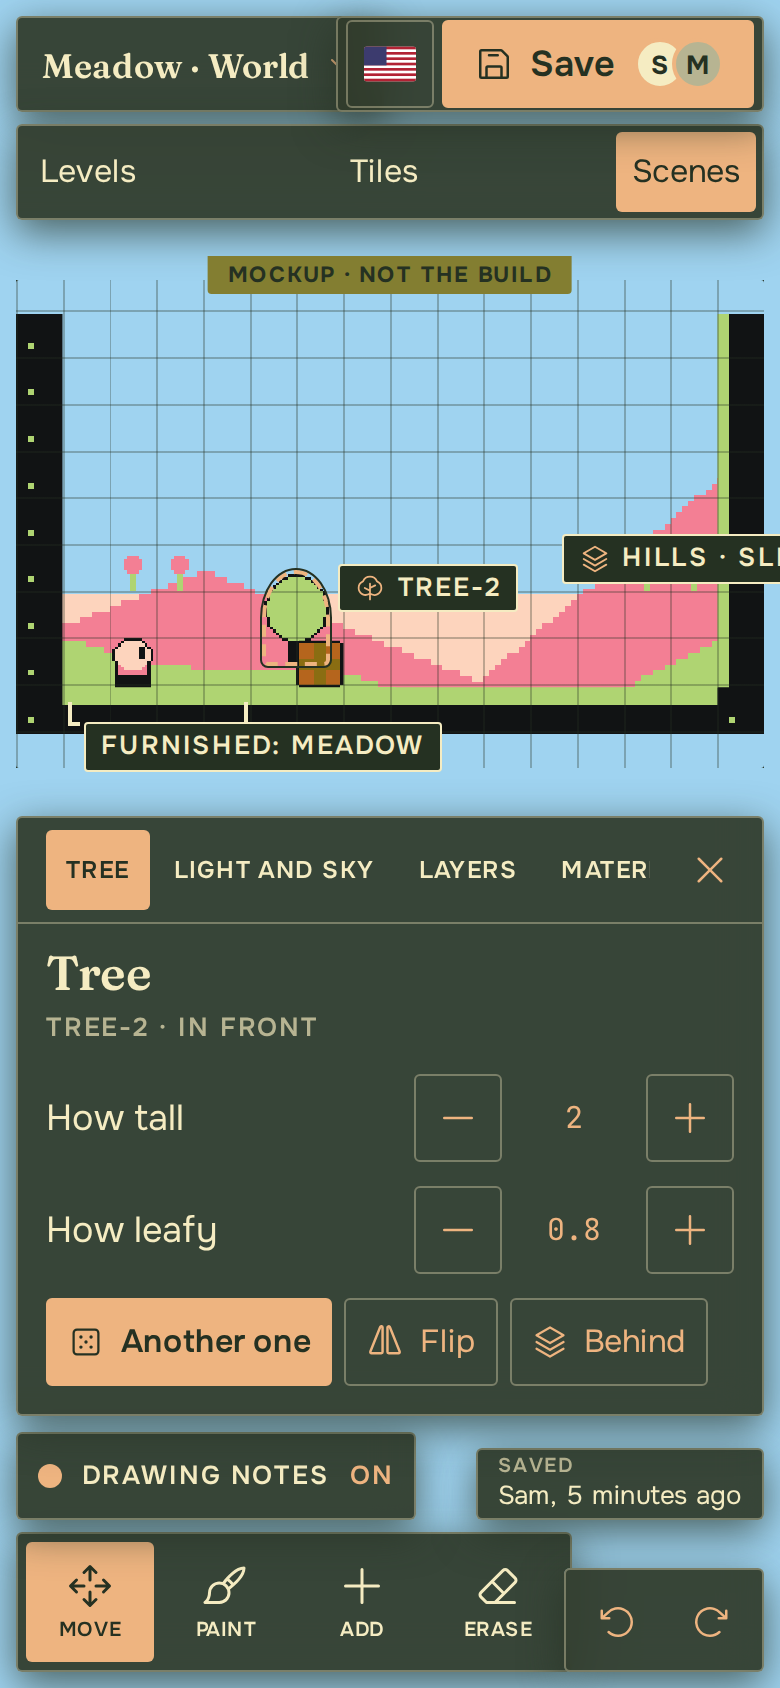 Meadow · World
Save
S
M
Levels
Tiles
Scenes
MOCKUP · NOT THE BUILD
HILLS · SL
TREE-2
FURNISHED: MEADOW
TREE
LIGHT AND SKY
LAYERS
MATER
Tree
TREE-2 · IN FRONT
How tall
2
How leafy
0.8
Another one
Flip
Behind
DRAWING NOTES ON
SAVED
Sam, 5 minutes ago
MOVE
PAINT
ADD
ERASE